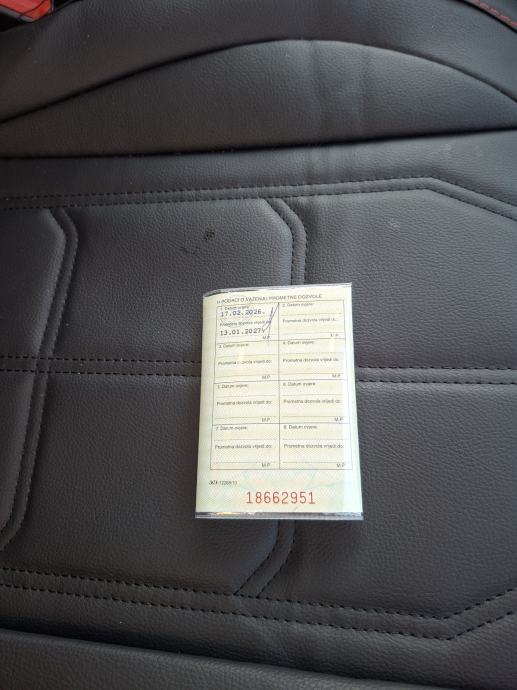 H PODACI O VAŽENJU PROMETNE DOZVOLE
1. Datum ovjere:
17.02.2026.
Prometna dozvola vrijedi do:
13.01.2027
M.P.
2. Datum ovjere:
Prometna dozvola vrijedi do:
M.P.
3. Datum ovjere:
Prometna dozvola vrijedi do:
M.P.
4. Datum ovjere:
Prometna dozvola vrijedi do:
M.P.
5. Datum ovjere:
Prometna dozvola vrijedi do:
M.P.
6. Datum ovjere:
Prometna dozvola vrijedi do:
M.P.
7. Datum ovjere:
Prometna dozvola vrijedi do:
M.P.
8. Datum ovjere:
Prometna dozvola vrijedi do:
M.P.
18662951